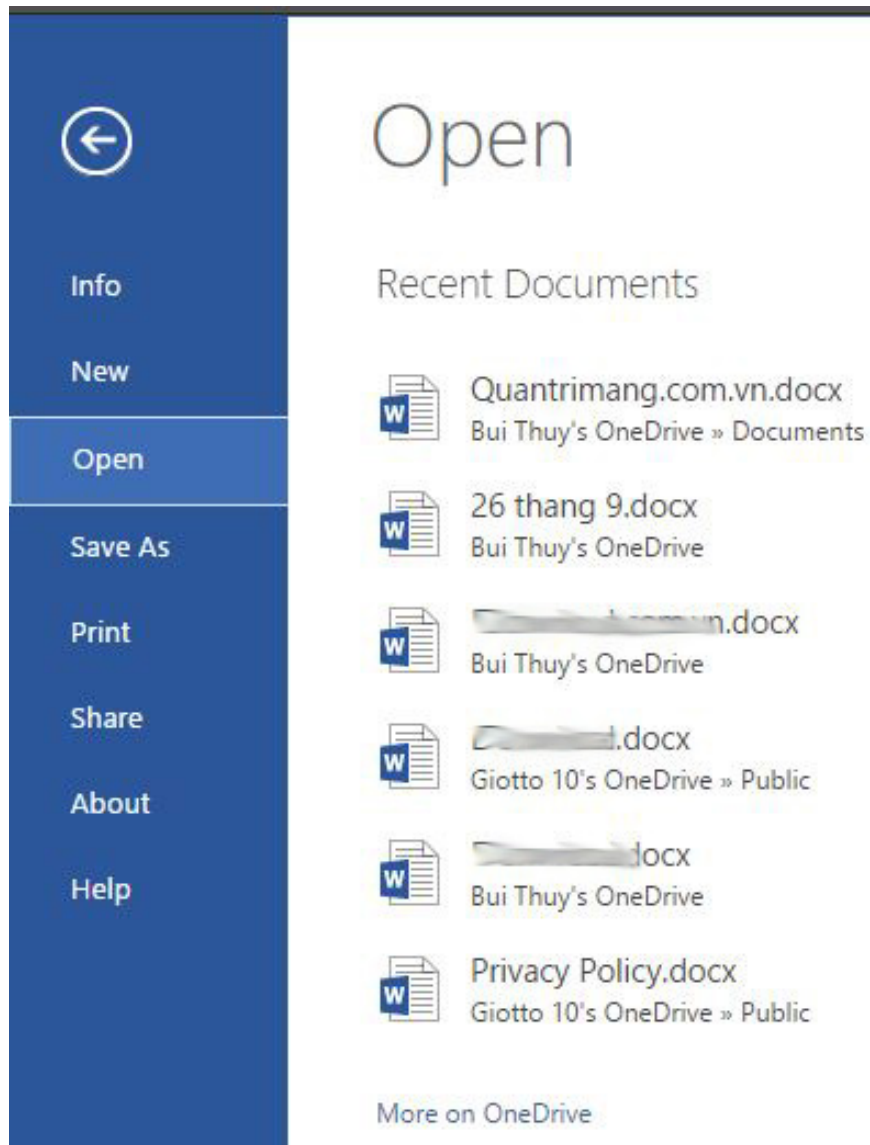 Open
Info
New
Open
Save As
Print
Share
About
Help
Recent Documents
Quantrimang.com.vn.docx
Bui Thuy's OneDrive » Documents
26 thang 9.docx
Bui Thuy's OneDrive
.docx
Bui Thuy's OneDrive
.docx
Giotto 10's OneDrive » Public
docx
Bui Thuy's OneDrive
Privacy Policy.docx
Giotto 10's OneDrive » Public
More on OneDrive